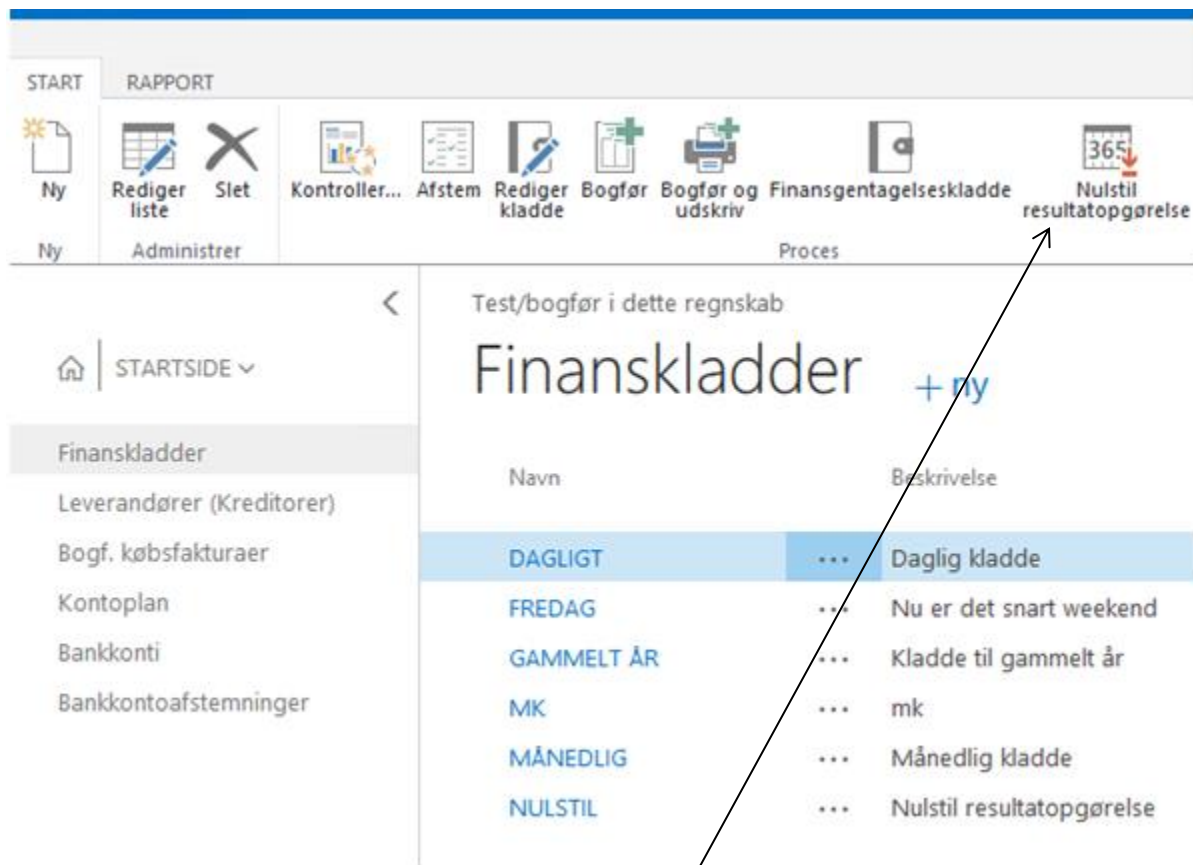 START RAPPORT
365
Ny Rediger liste Slet Kontroller... Afstem Rediger kladde Bogfør Bogfør og udskriv Finansgentagelseskladde Nulstil resultatopgørelse
Ny Administrer Proces
Test/bogfør i dette regnskab
STARTSIDE
Finanskladder + ny
Finanskladder
Leverandører (Kreditorer)
Bogf. købsfakturaer
Kontoplan
Bankkonti
Bankkontoafstemninger
Navn Beskrivelse
DAGLIGT ... Daglig kladde
FREDAG ... Nu er det snart weekend
GAMMELT ÅR ... Kladde til gammelt år
MK ... mk
MÅNEDLIG ... Månedlig kladde
NULSTIL ... Nulstil resultatopgørelse